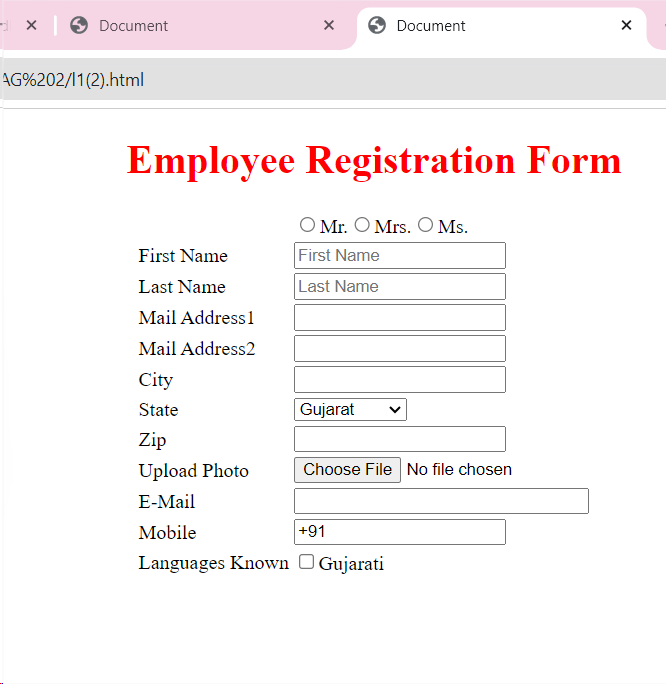 Document Document
AG%202/l1(2).html
Employee Registration Form
Mr. Mrs. Ms.
First Name First Name
Last Name Last Name
Mail Address1
Mail Address2
City
State Gujarat
Zip
Upload Photo Choose File No file chosen
E-Mail
Mobile +91
Languages Known Gujarati